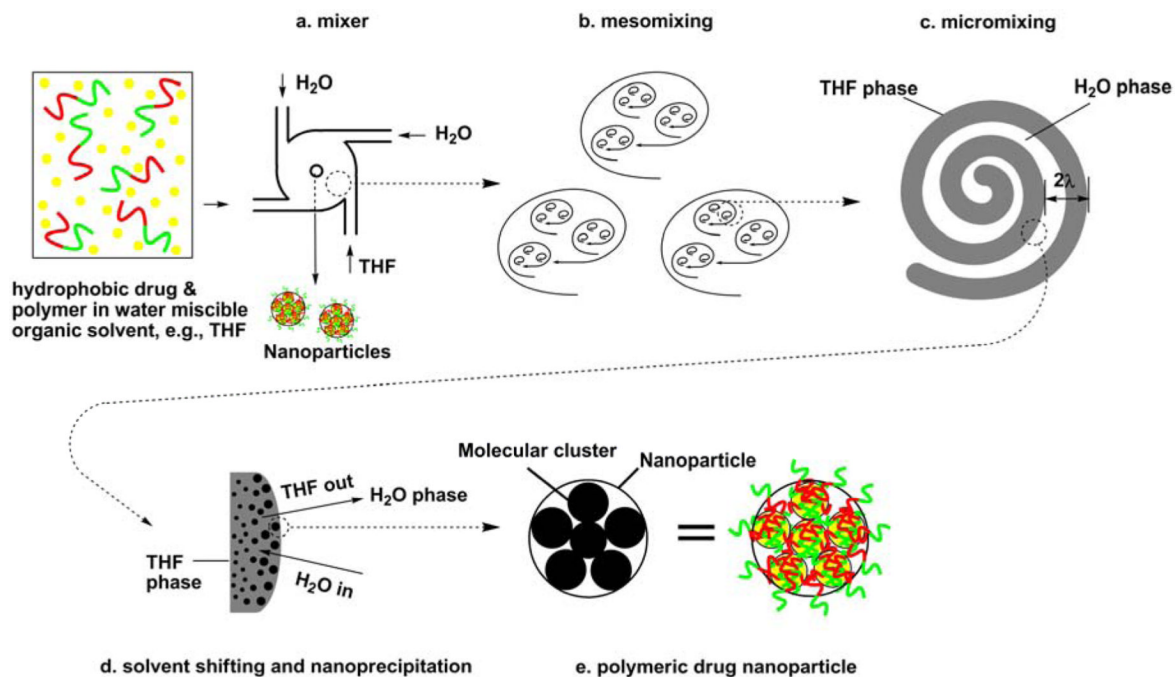 a. mixer
b. mesomixing
c. micromixing
H₂O
H₂O
THF
hydrophobic drug &
polymer in water miscible
organic solvent, e.g., THF
Nanoparticles
THF phase
H₂O phase
2λ
THF out
H₂O phase
THF
phase
H₂O in
Molecular cluster
Nanoparticle
=
d. solvent shifting and nanoprecipitation
e. polymeric drug nanoparticle